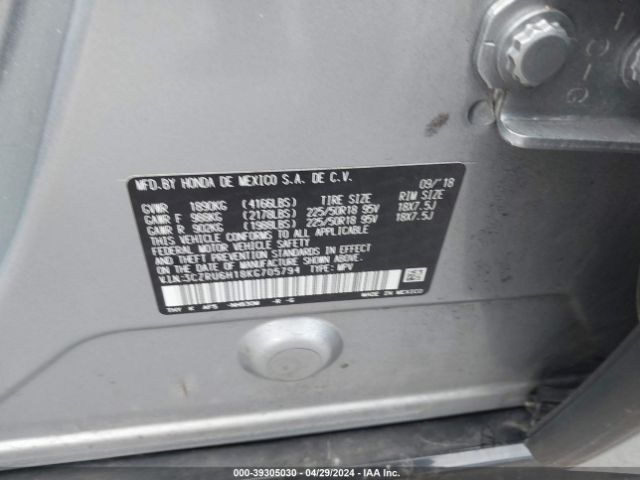 MFD.BY HONDA DE MEXICO S.A. DE C.V. 09/'18
GVWR 1890KG (4166LBS) TIRE SIZE RIM SIZE
GAWR F 988KG (2178LBS) 225/50R18 95V 18X7.5J
GAWR R 902KG (1988LBS) 225/50R18 95V 18X7.5J
THIS VEHICLE CONFORMS TO ALL APPLICABLE
FEDERAL MOTOR VEHICLE SAFETY
AND THEFT PREVENTION STANDARDS IN EFFECT
ON THE DATE OF MANUFACTURE SHOWN ABOVE.
V.I.N: TYPE: MPV
THY K AFS -R -G MADE IN MEXICO
000-39305030 - 04/29/2024 - IAA Inc.